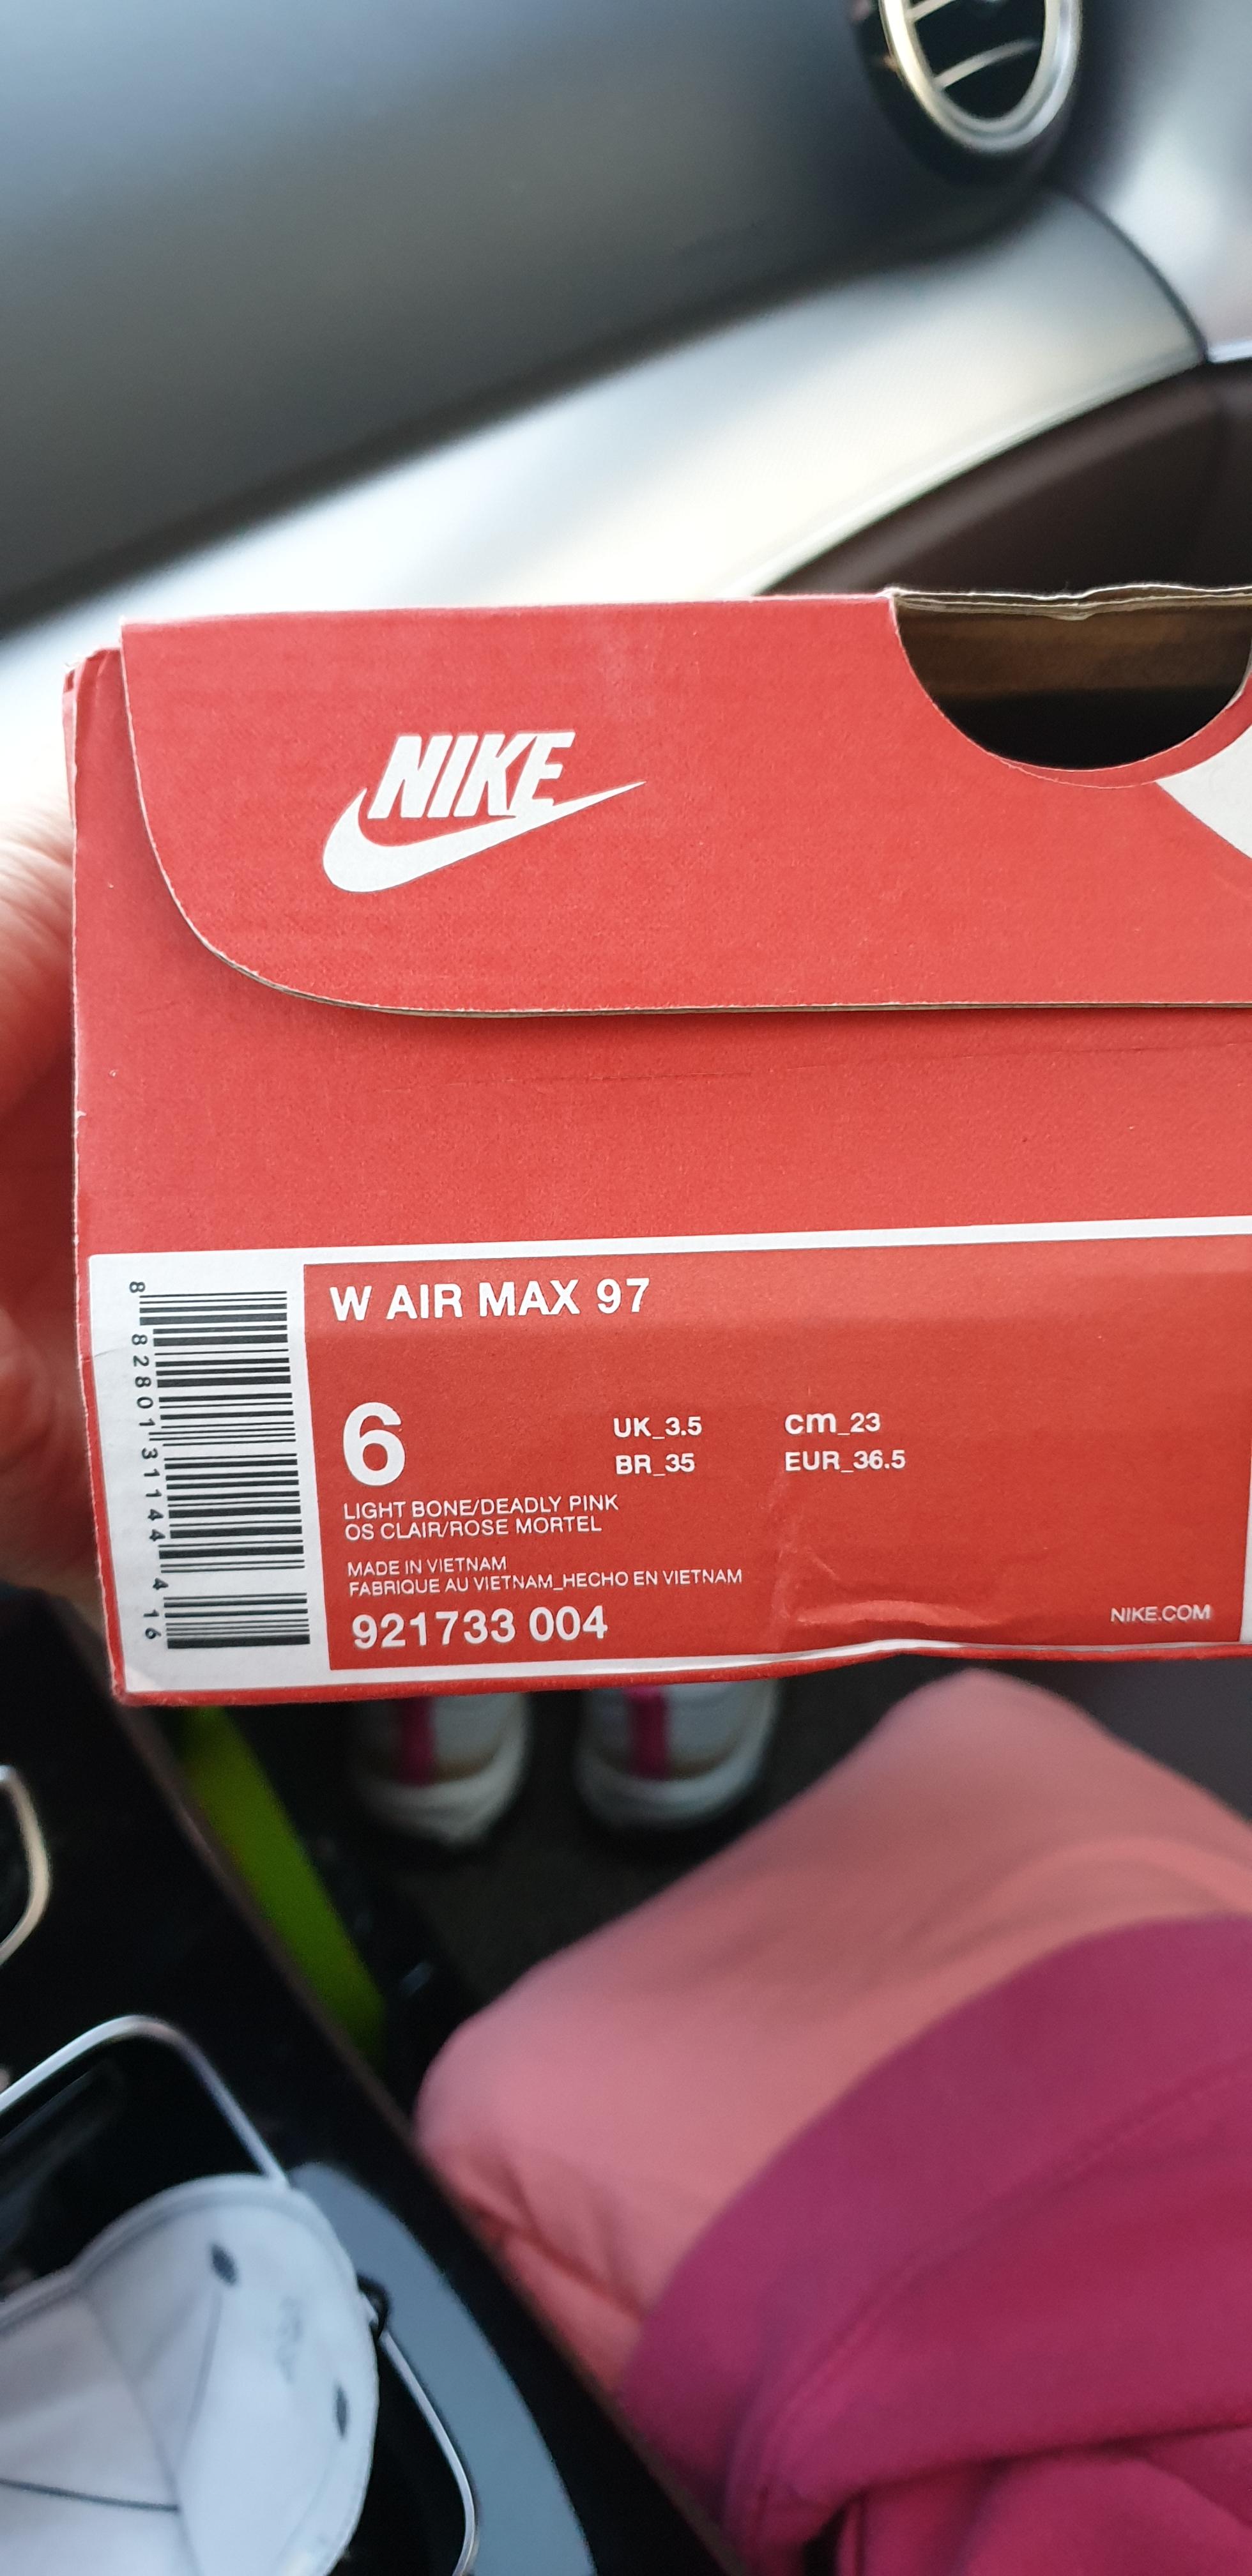 NIKE
W AIR MAX 97
6
UK_3.5 cm_23
BR_35 EUR_36.5
LIGHT BONE/DEADLY PINK
OS CLAIR/ROSE MORTEL
MADE IN VIETNAM
FABRIQUE AU VIETNAM_HECHO EN VIETNAM
921733 004
NIKE.COM
8 82801 31144 4 16